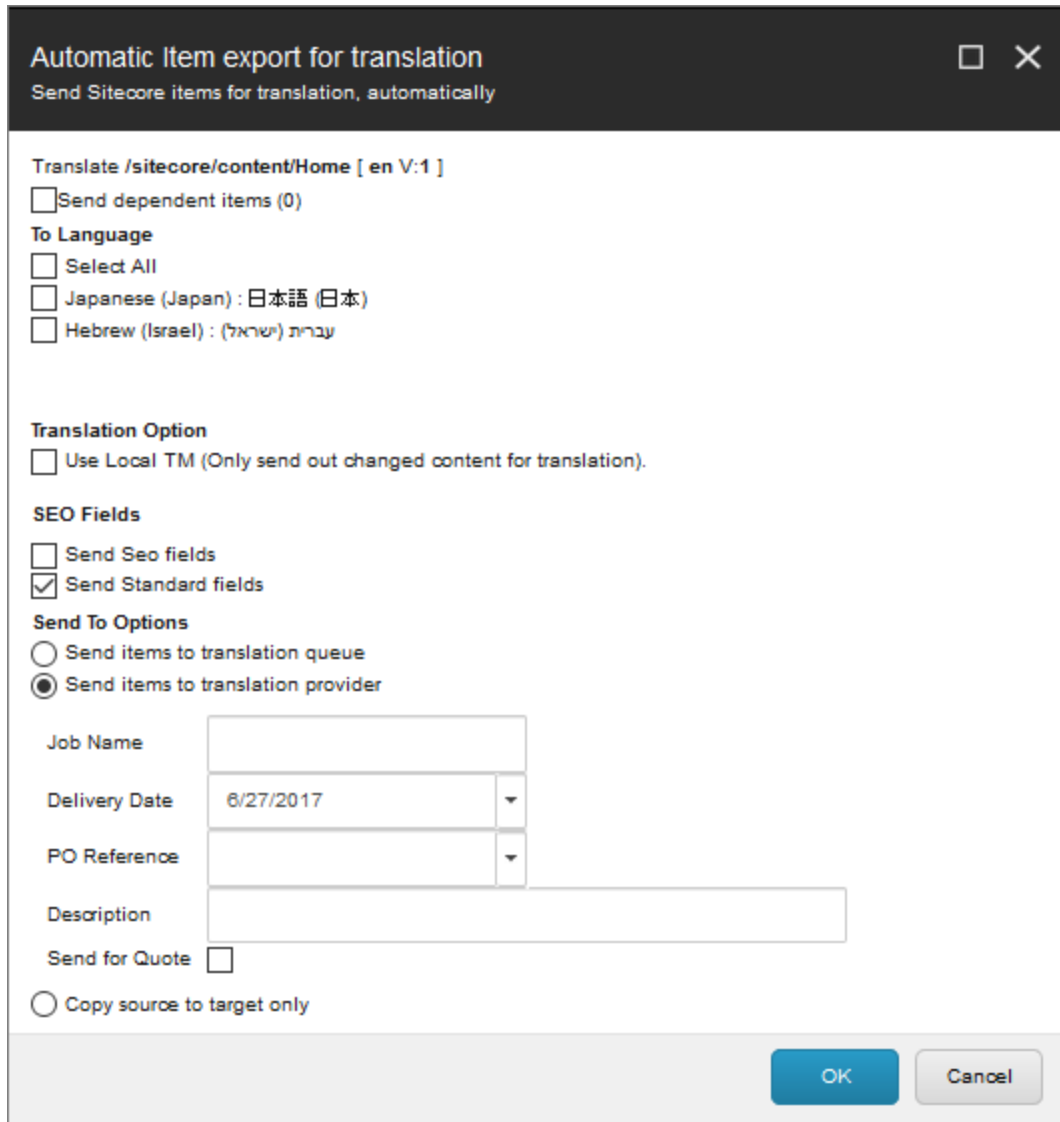 Automatic Item export for translation
Send Sitecore items for translation, automatically
Translate /sitecore/content/Home [ en V:1 ]
Send dependent items (0)
To Language
Select All
Japanese (Japan) : 日本語 (日本)
Hebrew (Israel) : עברית (ישראל)
Translation Option
Use Local TM (Only send out changed content for translation).
SEO Fields
Send Seo fields
Send Standard fields
Send To Options
Send items to translation queue
Send items to translation provider
Job Name
Delivery Date 6/27/2017
PO Reference
Description
Send for Quote
Copy source to target only
OK Cancel